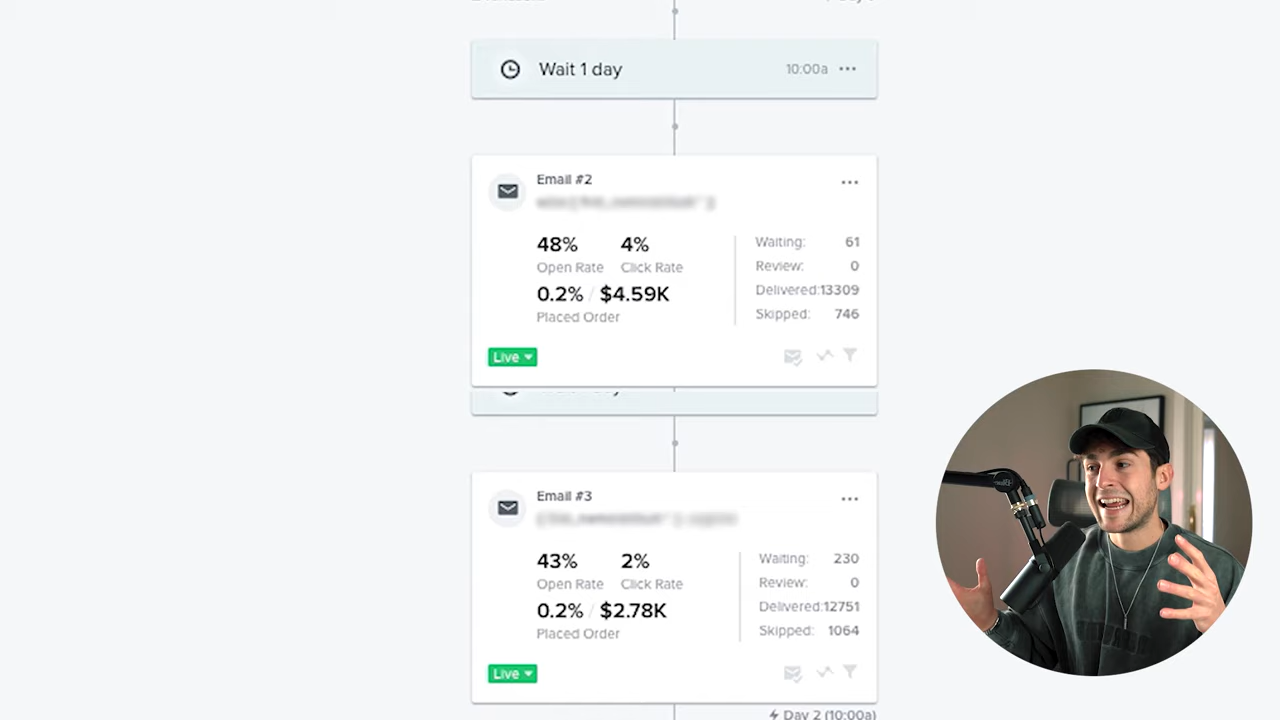 Wait 1 day 10:00a
Email #2
48% 4%
Open Rate Click Rate
0.2% / $4.59K
Placed Order
Waiting: 61
Review: 0
Delivered:13309
Skipped: 746
Live
Email #3
43% 2%
Open Rate Click Rate
0.2% / $2.78K
Placed Order
Waiting: 230
Review: 0
Delivered:12751
Skipped: 1064
Live
Day 2 (10:00a)